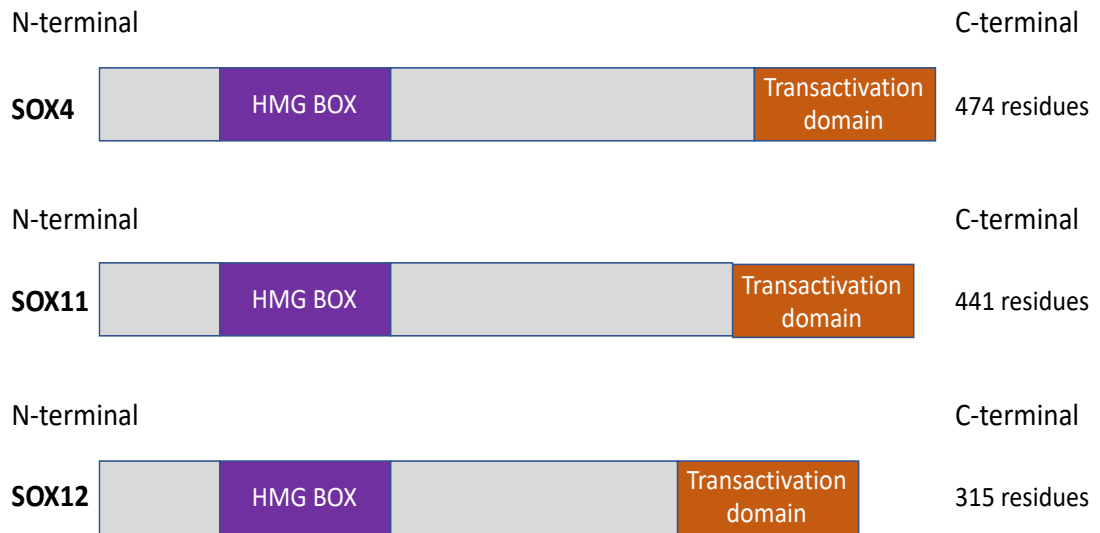 N-terminal C-terminal
SOX4 HMG BOX Transactivation domain 474 residues
N-terminal C-terminal
SOX11 HMG BOX Transactivation domain 441 residues
N-terminal C-terminal
SOX12 HMG BOX Transactivation domain 315 residues